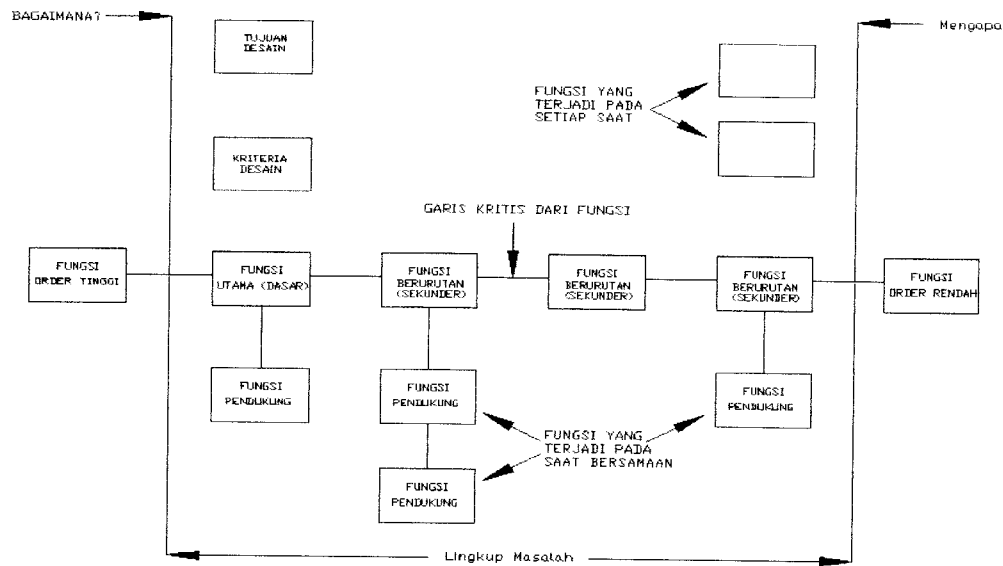 BAGAIMANA?
Mengapa
TUJUAN
DESAIN
FUNGSI YANG
TERJADI PADA
SETIAP SAAT
KRITERIA
DESAIN
GARIS KRITIS DARI FUNGSI
FUNGSI
ORDER TINGGI
FUNGSI
UTAMA (DASAR)
FUNGSI
BERURUTAN
(SEKUNDER)
FUNGSI
BERURUTAN
(SEKUNDER)
FUNGSI
BERURUTAN
(SEKUNDER)
FUNGSI
ORDER RENDAH
FUNGSI
PENDUKUNG
FUNGSI
PENDUKUNG
FUNGSI
PENDUKUNG
FUNGSI YANG
TERJADI PADA
SAAT BERSAMAAN
FUNGSI
PENDUKUNG
Lingkup Masalah